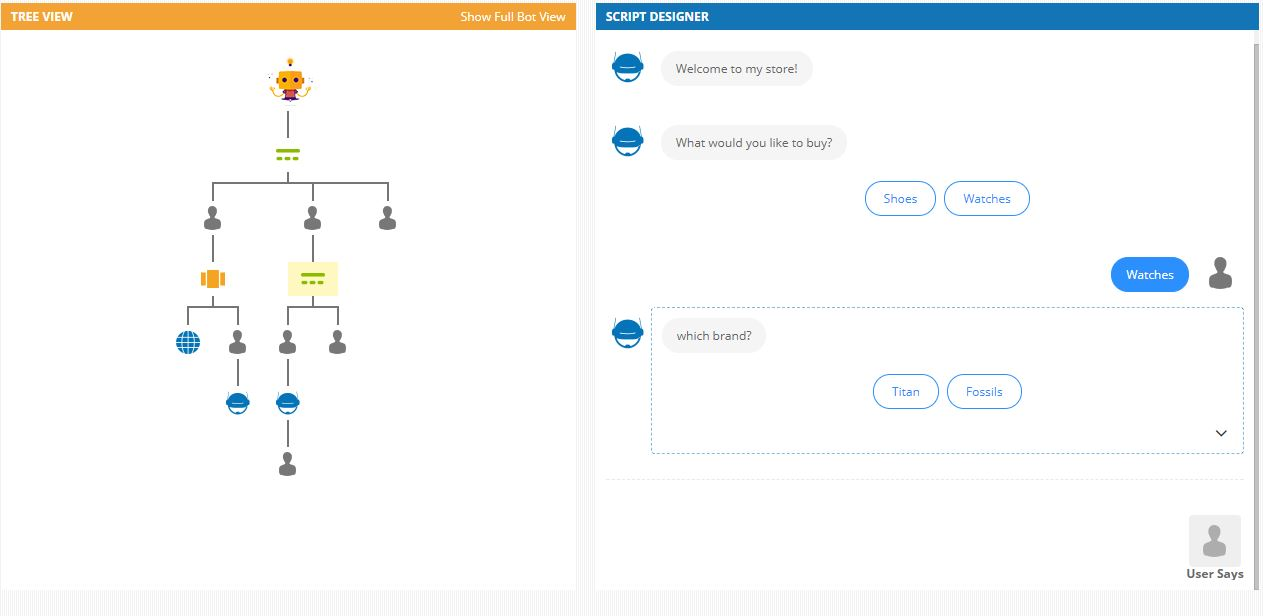 TREE VIEW
Show Full Bot View
SCRIPT DESIGNER
Welcome to my store!
What would you like to buy?
Shoes
Watches
Watches
which brand?
Titan
Fossils
User Says